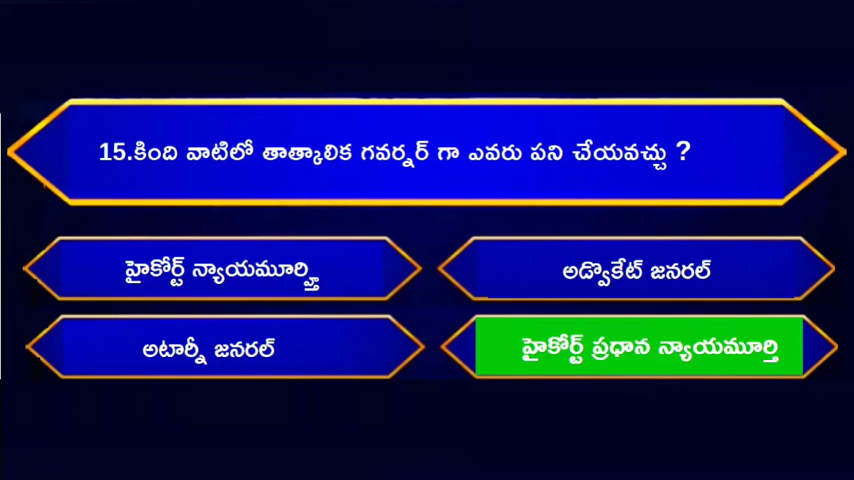 15.కింది వాటిలో తాత్కాలిక గవర్నర్ గా ఎవరు పని చేయవచ్చు ?
హైకోర్ట్ న్యాయమూర్హ్తి
అడ్వొకేట్ జనరల్
అటార్నీ జనరల్
హైకోర్ట్ ప్రధాన న్యాయమూర్తి